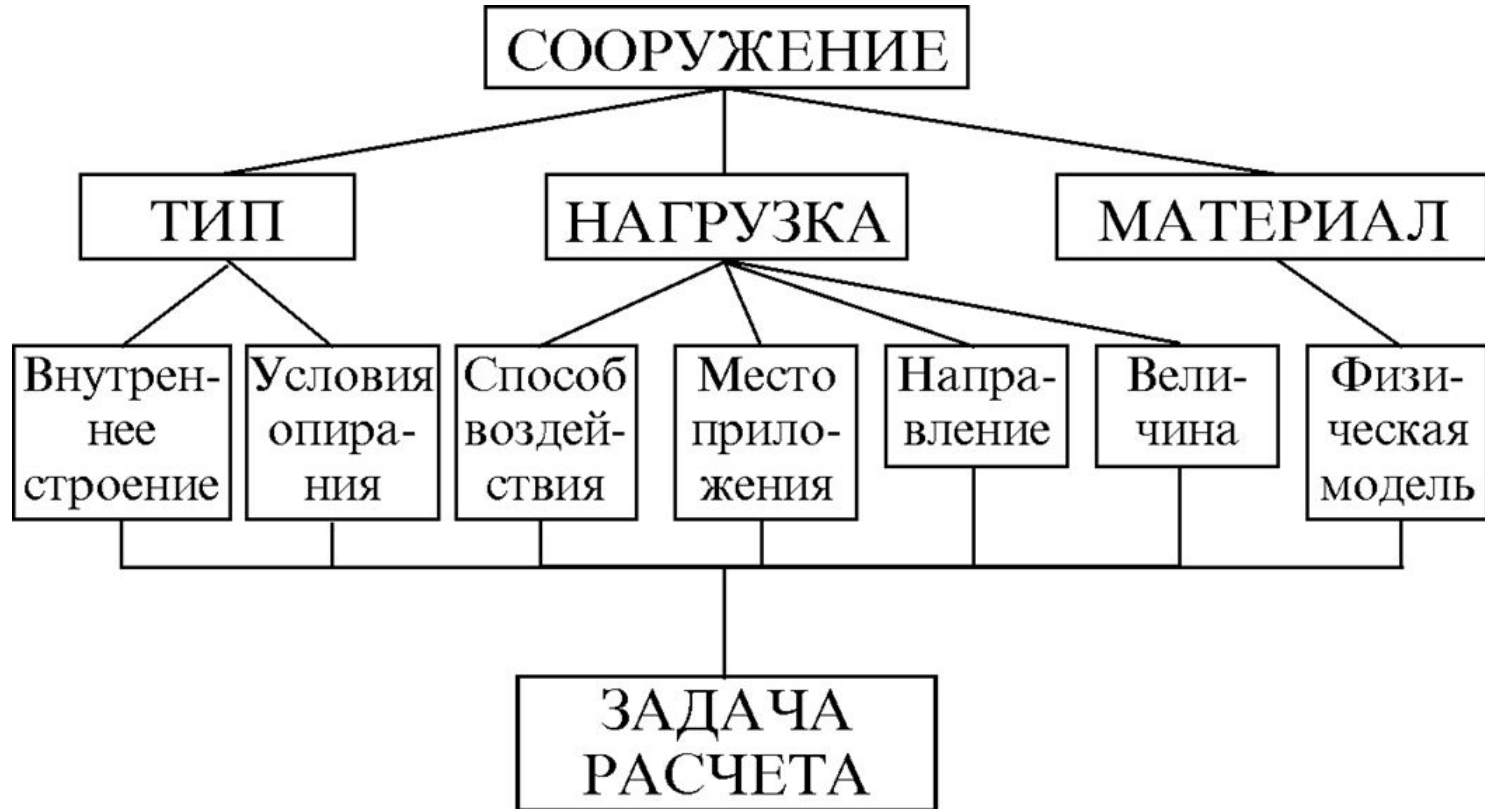 СООРУЖЕНИЕ
ТИП
НАГРУЗКА
МАТЕРИАЛ
Внутрен-
нее
строение
Условия
опира-
ния
Способ
воздей-
ствия
Место
прило-
жения
Направ-
вление
Вели-
чина
Физи-
ческая
модель
ЗАДАЧА
РАСЧЕТА